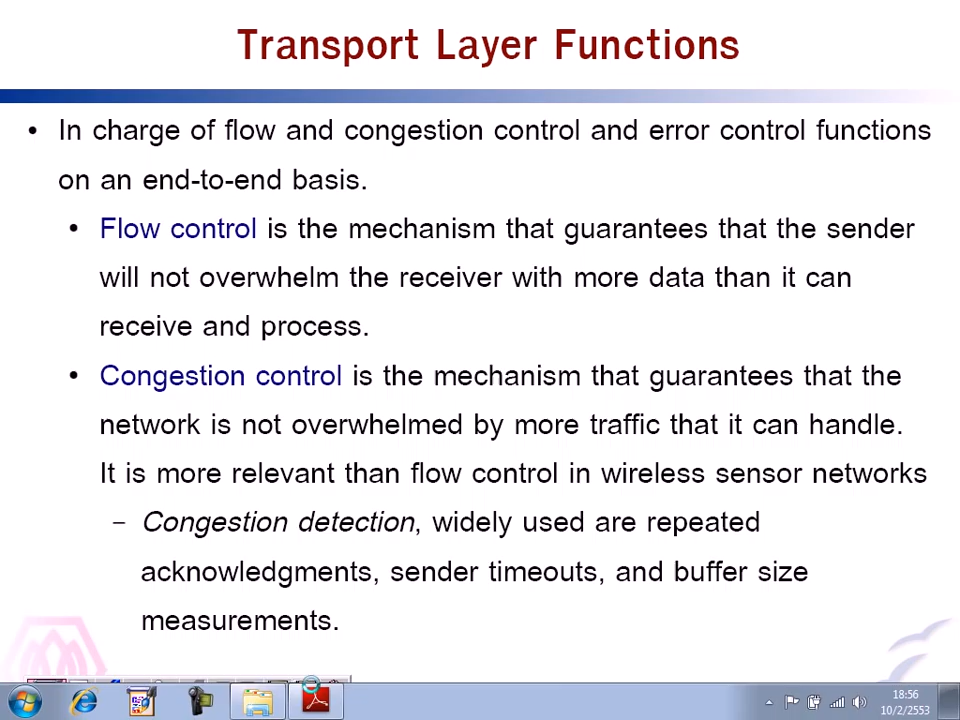 Transport Layer Functions
• In charge of flow and congestion control and error control functions
on an end-to-end basis.
• Flow control is the mechanism that guarantees that the sender
will not overwhelm the receiver with more data than it can
receive and process.
• Congestion control is the mechanism that guarantees that the
network is not overwhelmed by more traffic that it can handle.
It is more relevant than flow control in wireless sensor networks
– Congestion detection, widely used are repeated
acknowledgments, sender timeouts, and buffer size
measurements.
18:56
10/2/2553